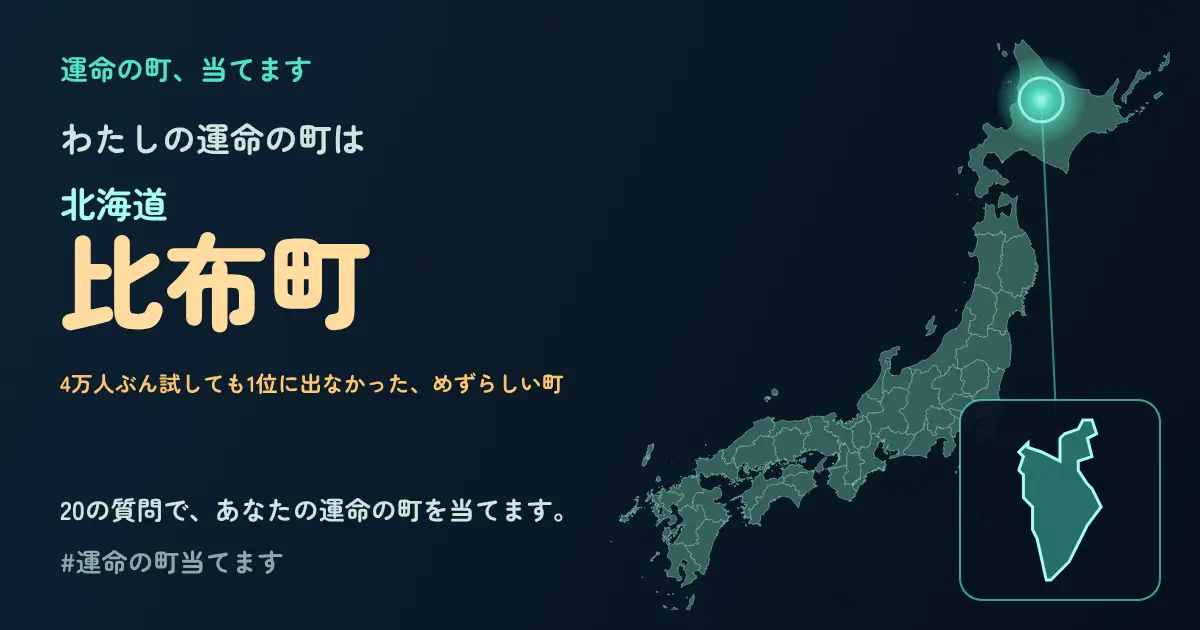 運命の町、当てます
わたしの運命の町は
北海道
比布町
4万人ぶん試しても1位に出なかった、めずらしい町
20の質問で、あなたの運命の町を当てます。
#運命の町当てます